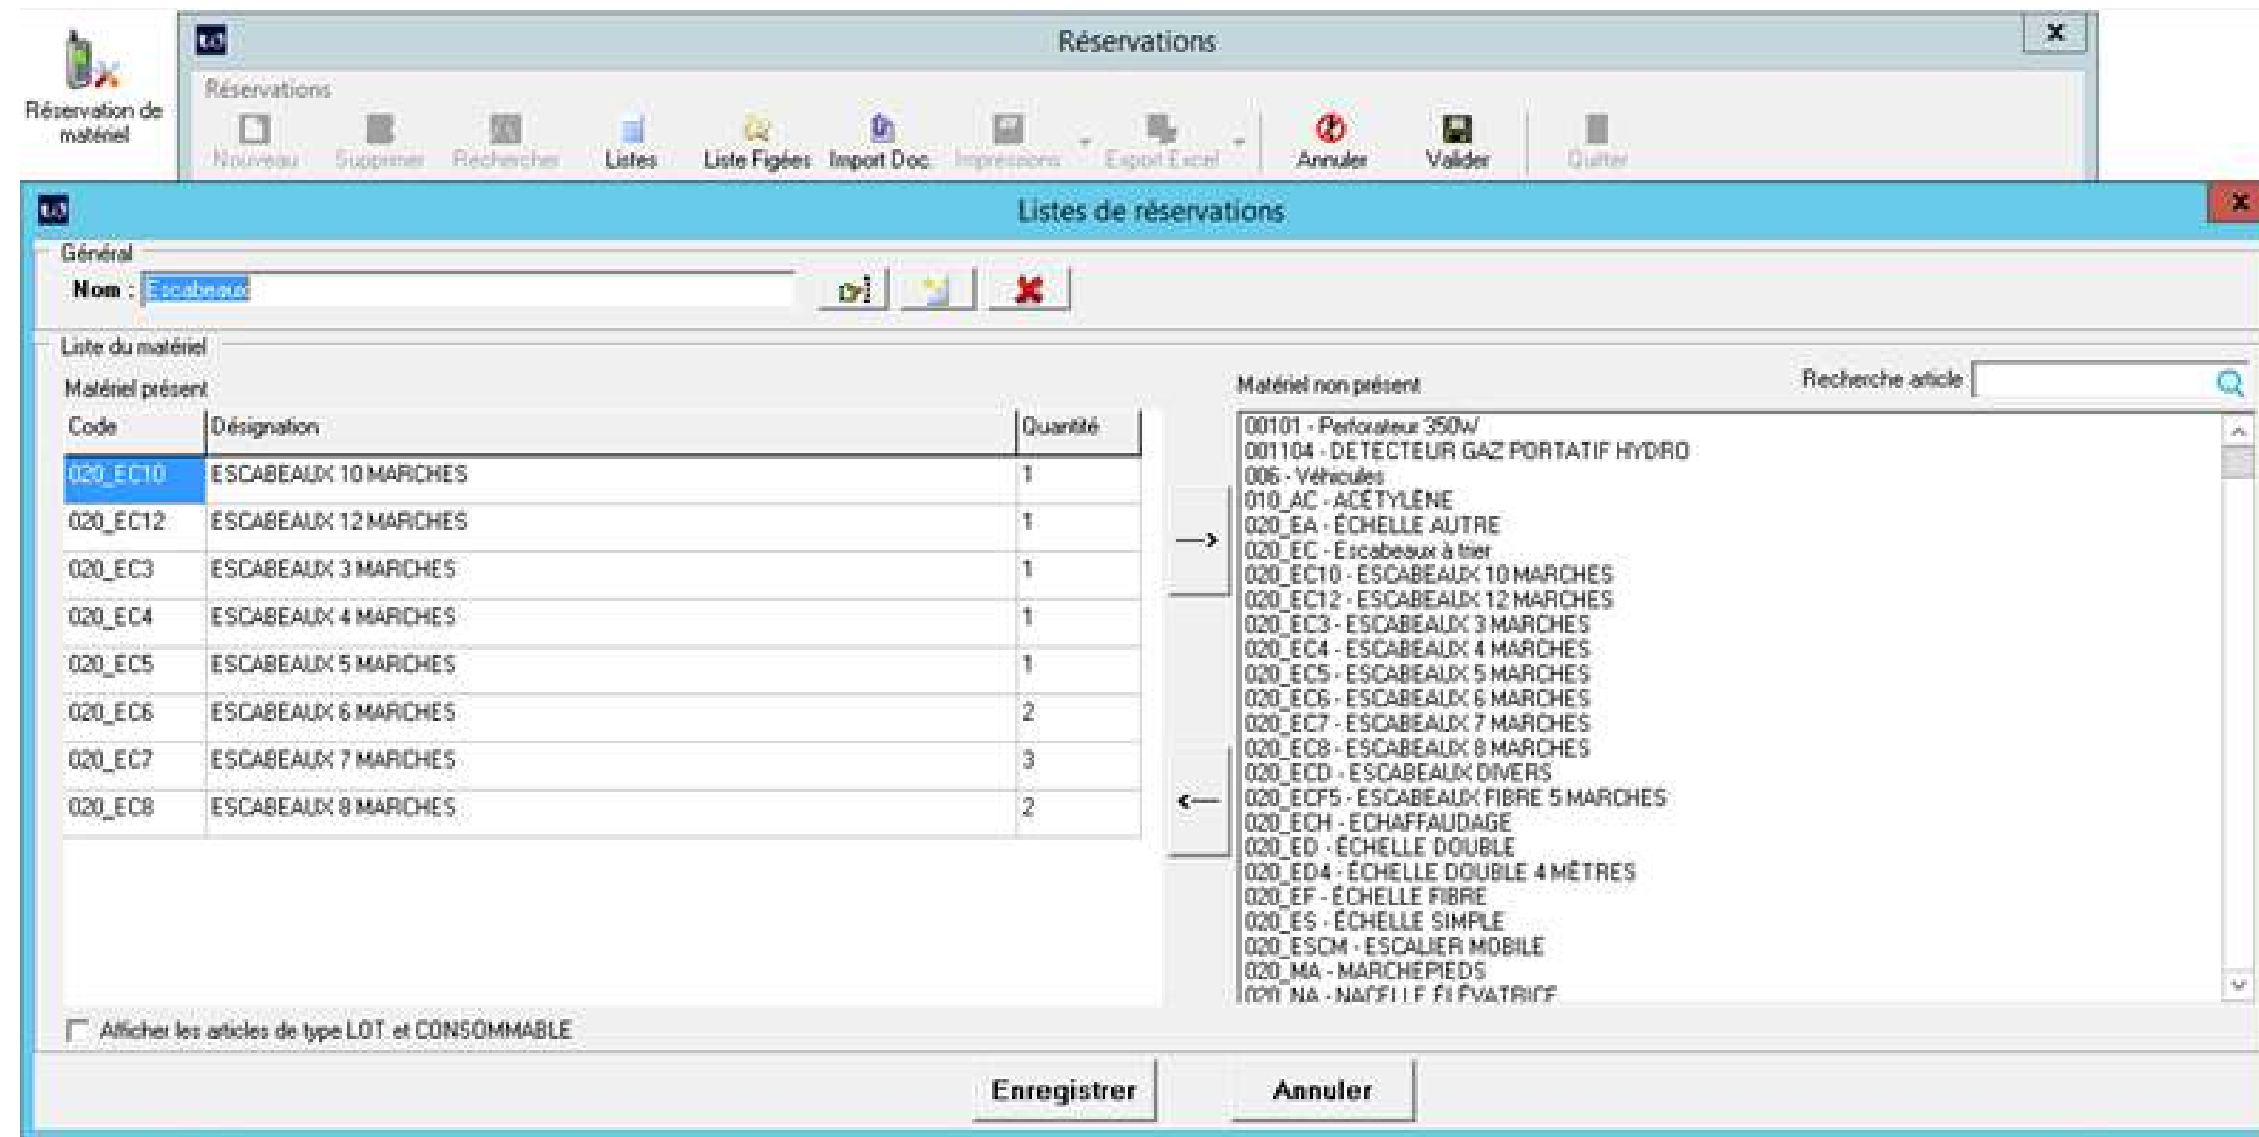 Réservation de
matériel
Réservations
Réservations
Nouveau Supprimer Rechercher Listes Liste Figées Import Doc. Impressions Export Excel Annuler Valider Quitter
Listes de réservations
Général
Nom : Escabeaux
Liste du matériel
Matériel présent
Matériel non présent
Recherche article
Code Désignation Quantité
020_EC10 ESCABEAUX 10 MARCHES 1
020_EC12 ESCABEAUX 12 MARCHES 1
020_EC3 ESCABEAUX 3 MARCHES 1
020_EC4 ESCABEAUX 4 MARCHES 1
020_EC5 ESCABEAUX 5 MARCHES 1
020_EC6 ESCABEAUX 6 MARCHES 2
020_EC7 ESCABEAUX 7 MARCHES 3
020_EC8 ESCABEAUX 8 MARCHES 2
--->
<---
00101 - Perforateur 350W
001104 - DETECTEUR GAZ PORTATIF HYDRO
006 - Véhicules
010_AC - ACÉTYLÈNE
020_EA - ÉCHELLE AUTRE
020_EC - Escabeaux à trier
020_EC10 - ESCABEAUX 10 MARCHES
020_EC12 - ESCABEAUX 12 MARCHES
020_EC3 - ESCABEAUX 3 MARCHES
020_EC4 - ESCABEAUX 4 MARCHES
020_EC5 - ESCABEAUX 5 MARCHES
020_EC6 - ESCABEAUX 6 MARCHES
020_EC7 - ESCABEAUX 7 MARCHES
020_EC8 - ESCABEAUX 8 MARCHES
020_ECD - ESCABEAUX DIVERS
020_ECF5 - ESCABEAUX FIBRE 5 MARCHES
020_ECH - ECHAFFAUDAGE
020_ED - ÉCHELLE DOUBLE
020_ED4 - ÉCHELLE DOUBLE 4 MÈTRES
020_EF - ÉCHELLE FIBRE
020_ES - ÉCHELLE SIMPLE
020_ESCM - ESCALIER MOBILE
020_MA - MARCHEPIEDS
020_NA - NACELLE ÉLÉVATRICE
Afficher les articles de type LOT et CONSOMMABLE
Enregistrer Annuler